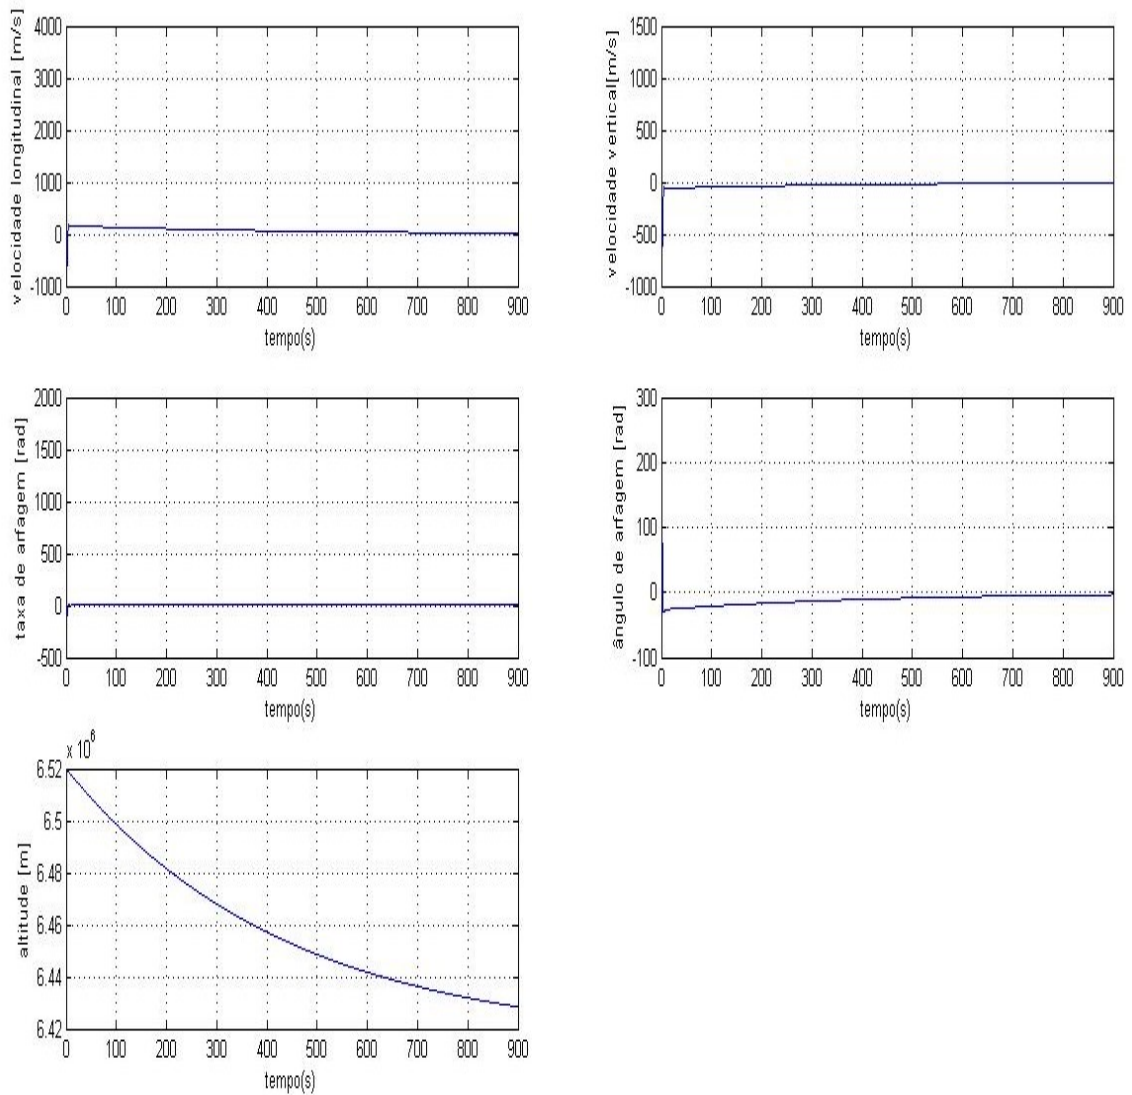 velocidade longitudinal [m/s]
4000
3000
2000
1000
0
-1000
0 100 200 300 400 500 600 700 800 900
tempo(s)
velocidade vertical[m/s]
1500
1000
500
0
-500
-1000
0 100 200 300 400 500 600 700 800 900
tempo(s)
taxa de arfagem [rad]
2000
1500
1000
500
0
-500
0 100 200 300 400 500 600 700 800 900
tempo(s)
ângulo de arfagem [rad]
300
200
100
0
-100
0 100 200 300 400 500 600 700 800 900
tempo(s)
altitude [m]
x 10^6
6.52
6.5
6.48
6.46
6.44
6.42
0 100 200 300 400 500 600 700 800 900
tempo(s)